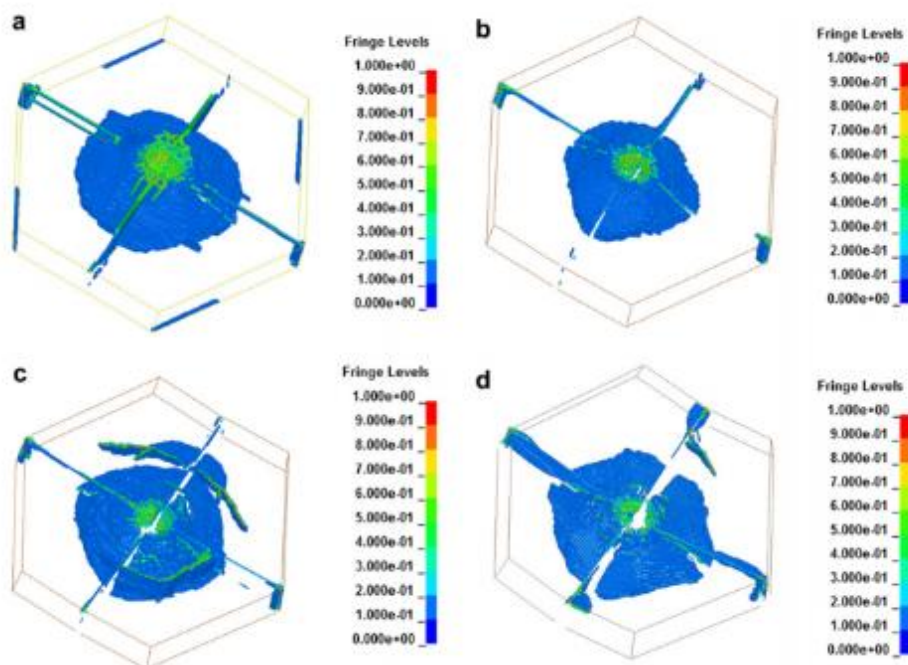 a
Fringe Levels
1.000e+00
9.000e-01
8.000e-01
7.000e-01
6.000e-01
5.000e-01
4.000e-01
3.000e-01
2.000e-01
1.000e-01
0.000e+00
b
Fringe Levels
1.000e+00
9.000e-01
8.000e-01
7.000e-01
6.000e-01
5.000e-01
4.000e-01
3.000e-01
2.000e-01
1.000e-01
0.000e+00
c
Fringe Levels
1.000e+00
9.000e-01
8.000e-01
7.000e-01
6.000e-01
5.000e-01
4.000e-01
3.000e-01
2.000e-01
1.000e-01
0.000e+00
d
Fringe Levels
1.000e+00
9.000e-01
8.000e-01
7.000e-01
6.000e-01
5.000e-01
4.000e-01
3.000e-01
2.000e-01
1.000e-01
0.000e+00